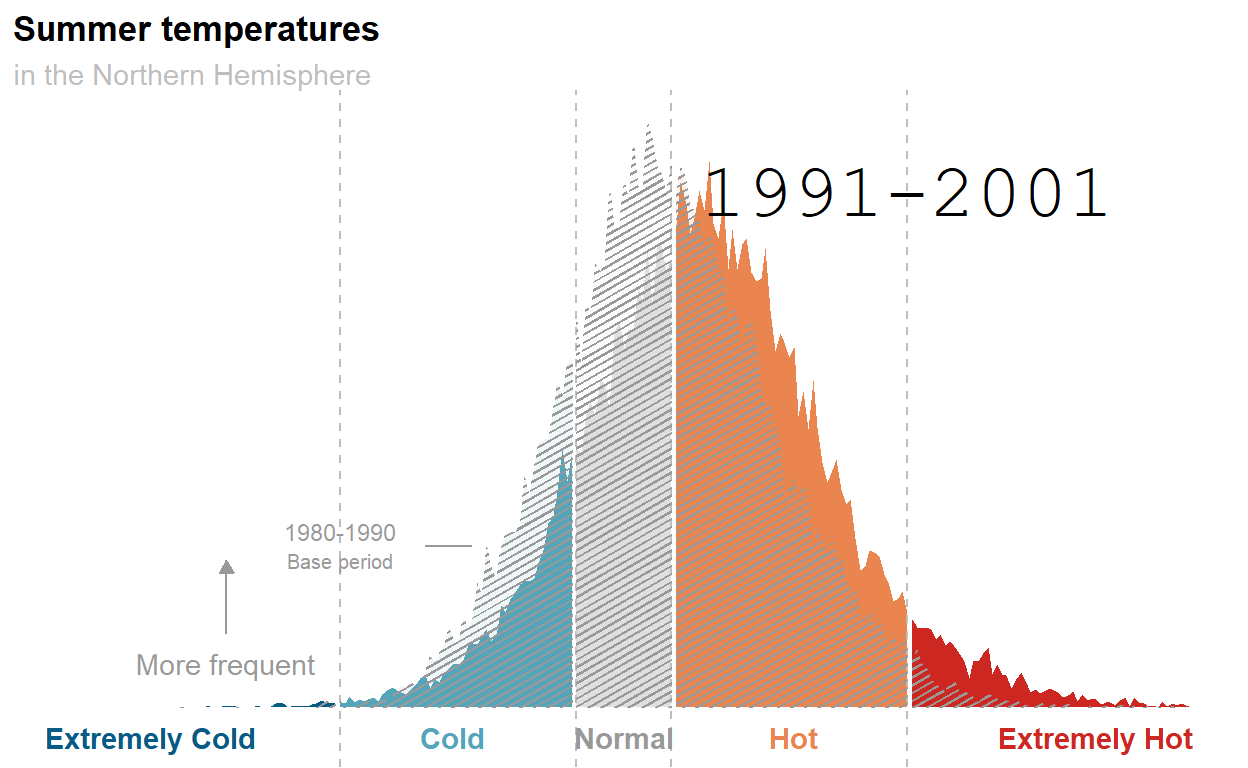 Summer temperatures
in the Northern Hemisphere
1991-2001
1980-1990
Base period
More frequent
Extremely Cold
Cold
Normal
Hot
Extremely Hot